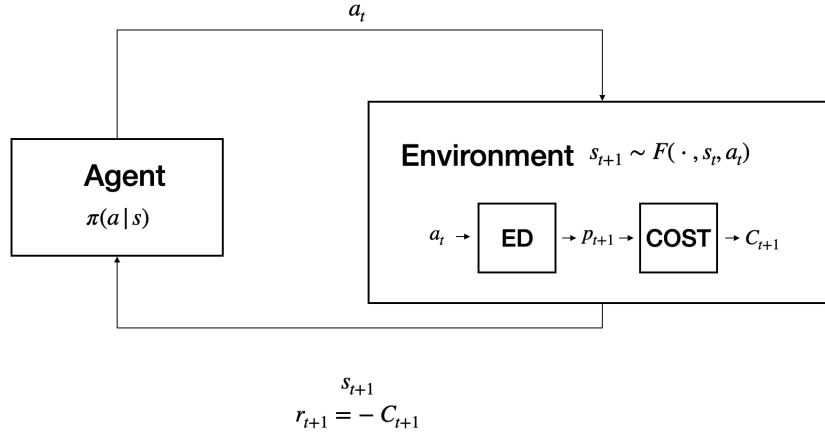 a_t
Agent
π(a|s)
Environment s_{t+1} ∼ F( · , s_t, a_t)
a_t → ED → p_{t+1} → COST → C_{t+1}
s_{t+1}
r_{t+1} = − C_{t+1}